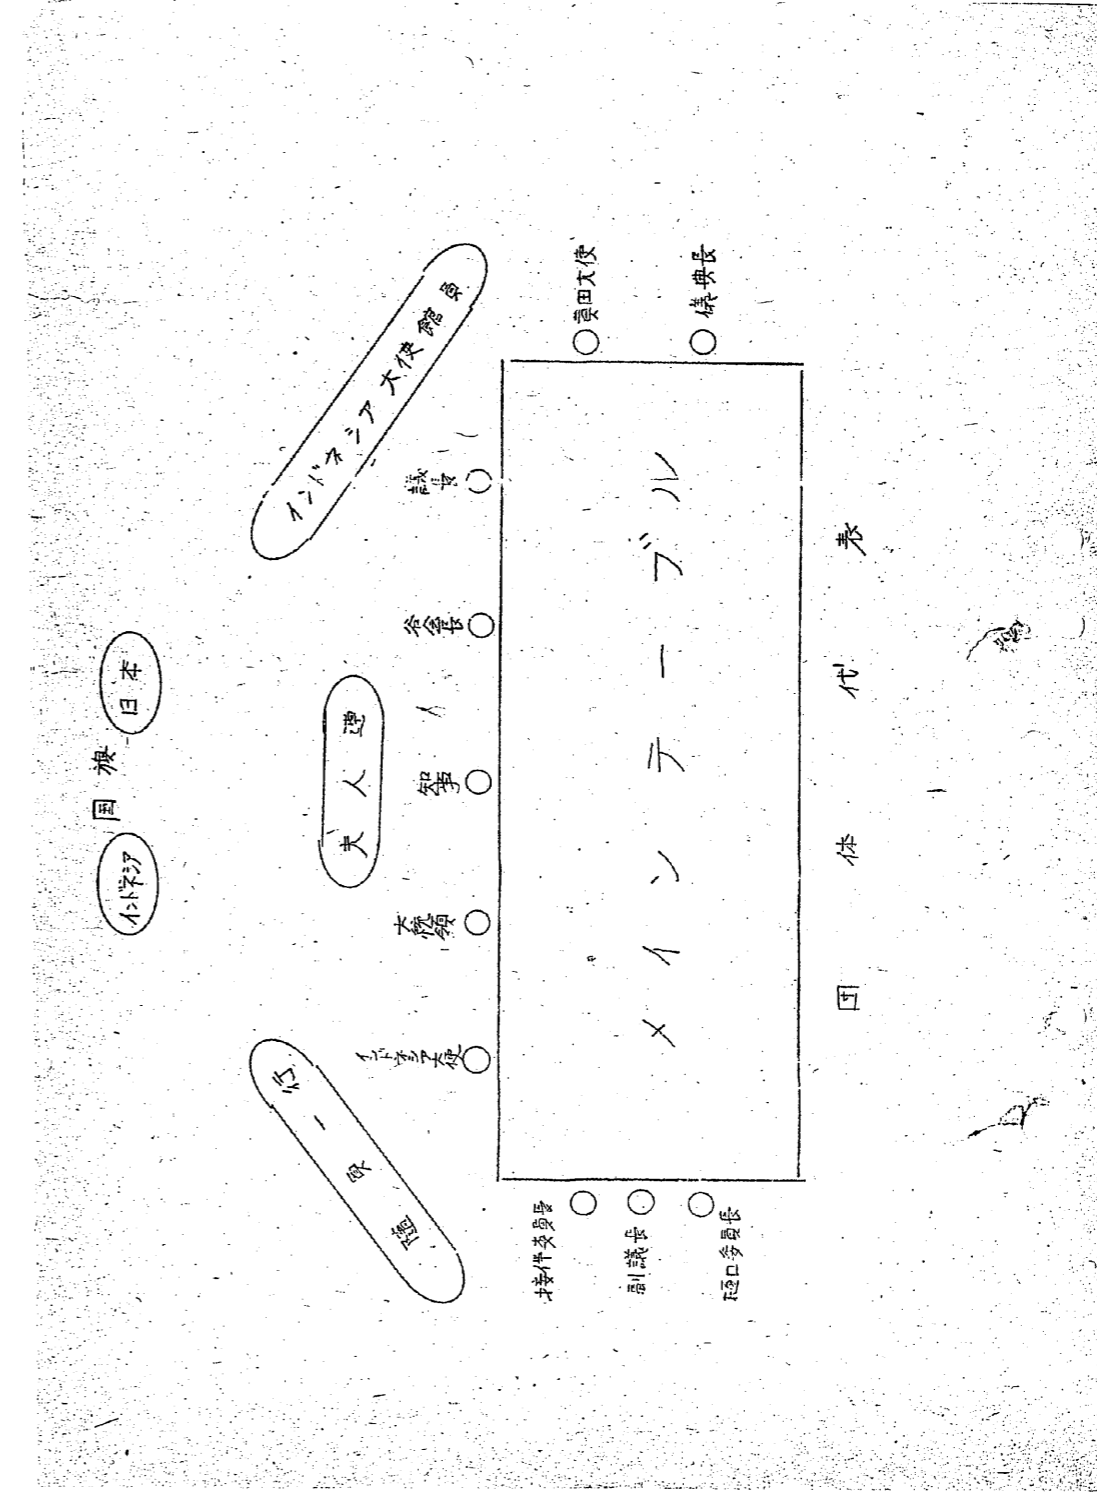 インドネシア 国旗 日本
夫人連
随員一行
インドネシア大使館員
インドネシア大使
大統領
知事
谷会長
議長
メインテーブル
接伴委員長
副議長
樋口委員長
黄田大使
儀典長
団体代表